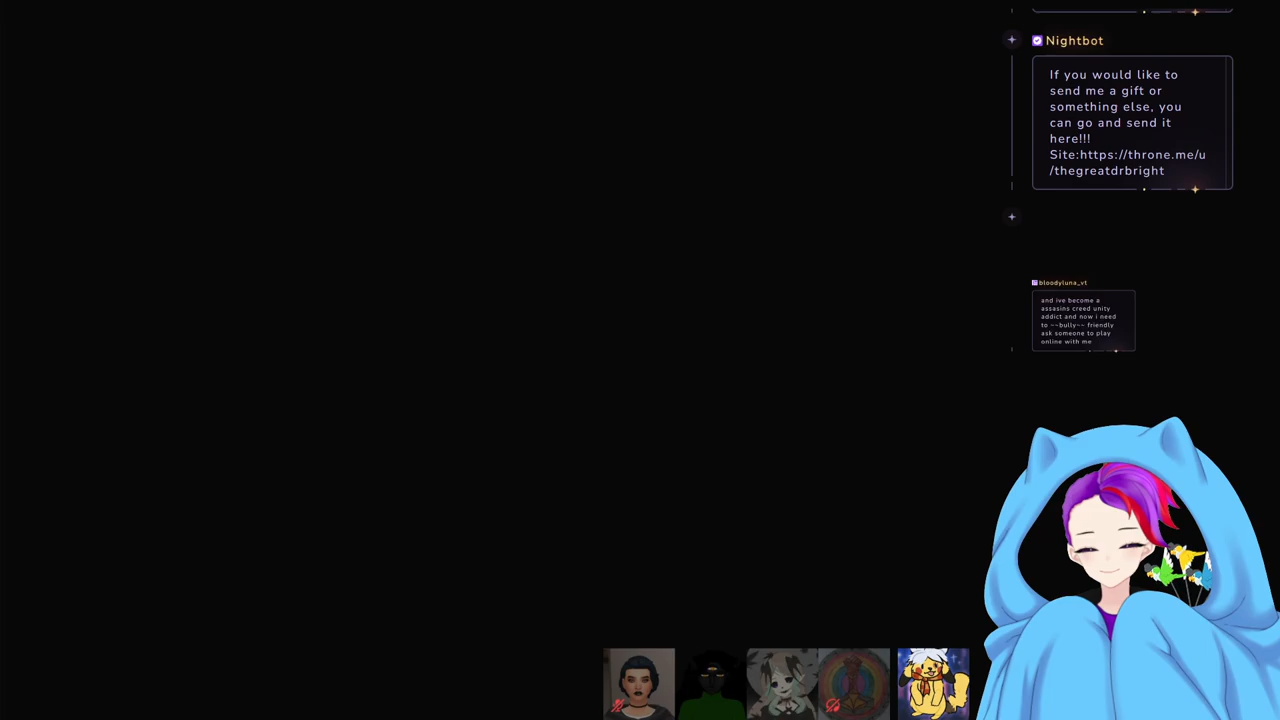 Nightbot
If you would like to
send me a gift or
something else, you
can go and send it
here!!!
Site:https://throne.me/u
/thegreatdrbright
bloodyluna_vt
and ive become a
assasins creed unity
addict and now i need
to ~~bully~~ friendly
ask someone to play
online with me